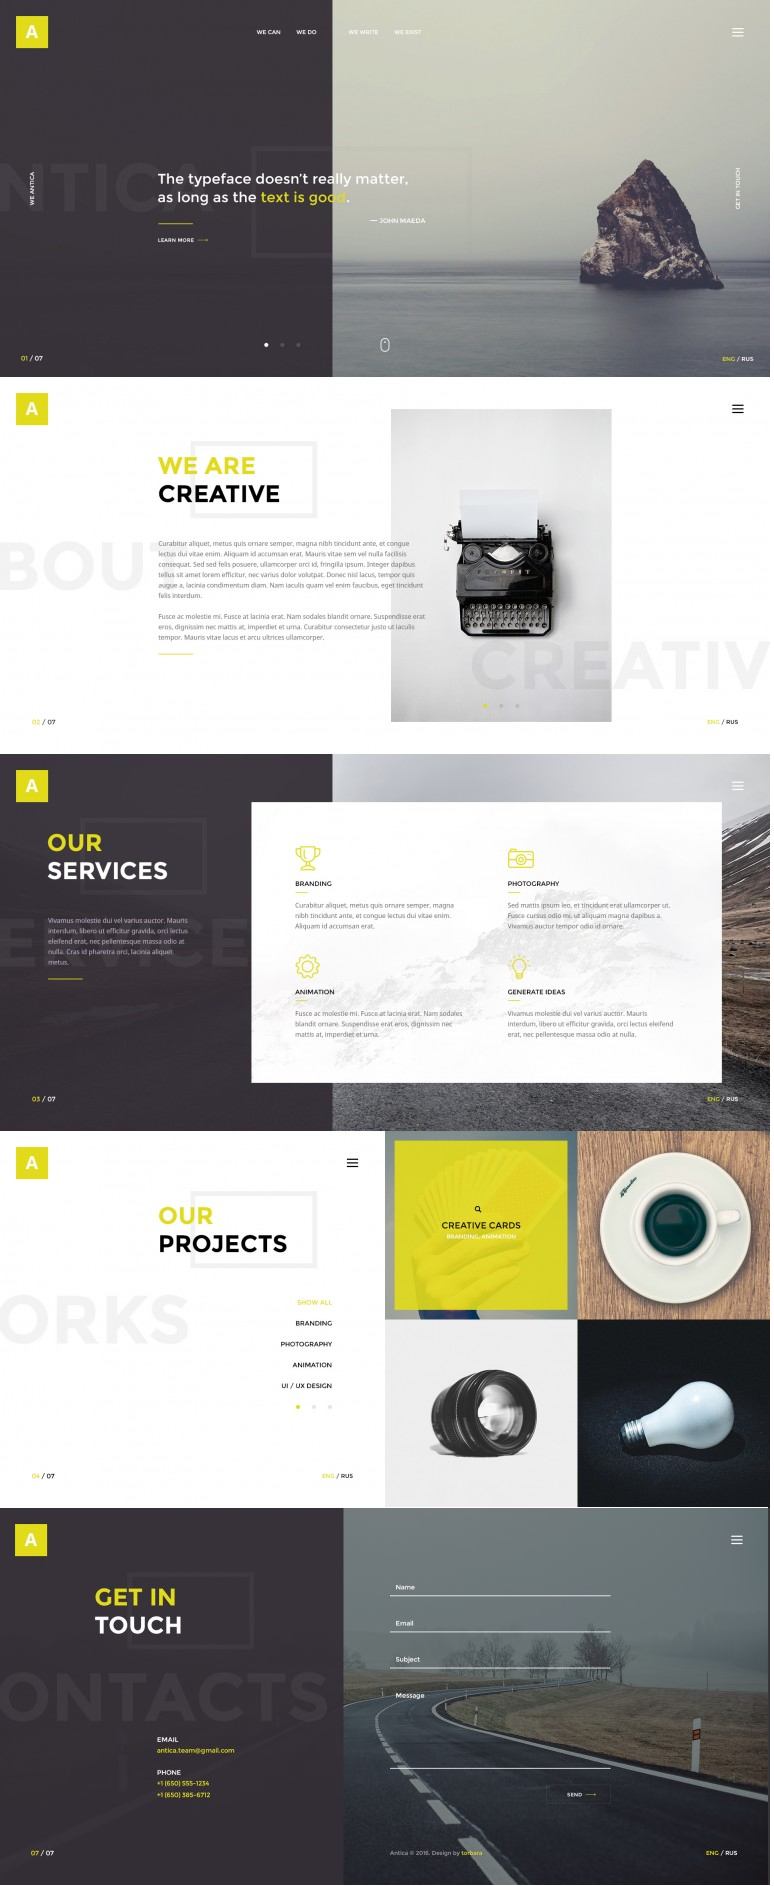 A
WE CAN
WE DO
WE WRITE
WE EXIST
NTICA
WE ANTICA
The typeface doesn't really matter,
as long as the text is good.
— JOHN MAEDA
LEARN MORE
GET IN TOUCH
01 / 07
ENG / RUS
A
WE ARE
CREATIVE
BOUT
Curabitur aliquet, metus quis ornare semper, magna nibh tincidunt ante, et congue
lectus dui vitae enim. Aliquam id accumsan erat. Mauris vitae sem vel nulla facilisis
consequat. Sed sed felis posuere, ullamcorper orci id, fringilla ipsum. Integer dapibus
tellus sit amet lorem efficitur, nec varius dolor volutpat. Donec nisl lacus, tempor quis
augue a, lacinia condimentum diam. Nam iaculis quam vel enim faucibus, eget tincidunt
felis interdum.
Fusce ac molestie mi. Fusce at lacinia erat. Nam sodales blandit ornare. Suspendisse erat
eros, dignissim nec mattis at, imperdiet et urna. Curabitur consectetur justo ut iaculis
tempor. Mauris vitae lacus et arcu ultrices ullamcorper.
CREATIV
02 / 07
ENG / RUS
A
OUR
SERVICES
ERVICE
Vivamus molestie dui vel varius auctor. Mauris
interdum, libero ut efficitur gravida, orci lectus
eleifend erat, nec pellentesque massa odio at
nulla. Cras id pharetra orci, lacinia aliquet
metus.
BRANDING
Curabitur aliquet, metus quis ornare semper, magna
nibh tincidunt ante, et congue lectus dui vitae enim.
Aliquam id accumsan erat.
PHOTOGRAPHY
Sed mattis ipsum leo, et tincidunt erat ullamcorper ut.
Fusce cursus odio mi, ut aliquam magna dapibus a.
Vivamus auctor tempor odio id ornare.
ANIMATION
Fusce ac molestie mi. Fusce at lacinia erat. Nam sodales
blandit ornare. Suspendisse erat eros, dignissim nec
mattis at, imperdiet et urna.
GENERATE IDEAS
Vivamus molestie dui vel varius auctor. Mauris
interdum, libero ut efficitur gravida, orci lectus eleifend
erat, nec pellentesque massa odio at nulla.
03 / 07
ENG / RUS
A
OUR
PROJECTS
ORKS
SHOW ALL
BRANDING
PHOTOGRAPHY
ANIMATION
UI / UX DESIGN
CREATIVE CARDS
BRANDING, ANIMATION
04 / 07
ENG / RUS
A
GET IN
TOUCH
ONTACTS
EMAIL
antica.team@gmail.com
PHONE
+1 (650) 555-1234
+1 (650) 385-6712
Name
Email
Subject
Message
SEND
07 / 07
Antica © 2016. Design by torbara
ENG / RUS